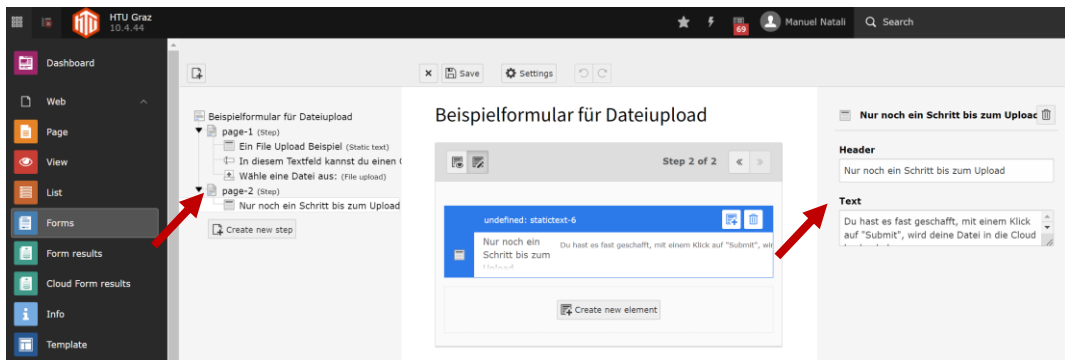 HTU Graz
10.4.44
69
Manuel Natali
Search
Dashboard
Web
Page
View
List
Forms
Form results
Cloud Form results
Info
Template
Save
Settings
Beispielformular für Dateiupload
page-1 (Step)
Ein File Upload Beispiel (Static text)
In diesem Textfeld kannst du einen
Wähle eine Datei aus: (File upload)
page-2 (Step)
Nur noch ein Schritt bis zum Upload
Create new step
Beispielformular für Dateiupload
Step 2 of 2
undefined: statictext-6
Nur noch ein
Schritt bis zum
Upload
Du hast es fast geschafft, mit einem Klick auf "Submit", wir
Create new element
Nur noch ein Schritt bis zum Upload
Header
Nur noch ein Schritt bis zum Upload
Text
Du hast es fast geschafft, mit einem Klick
auf "Submit", wird deine Datei in die Cloud